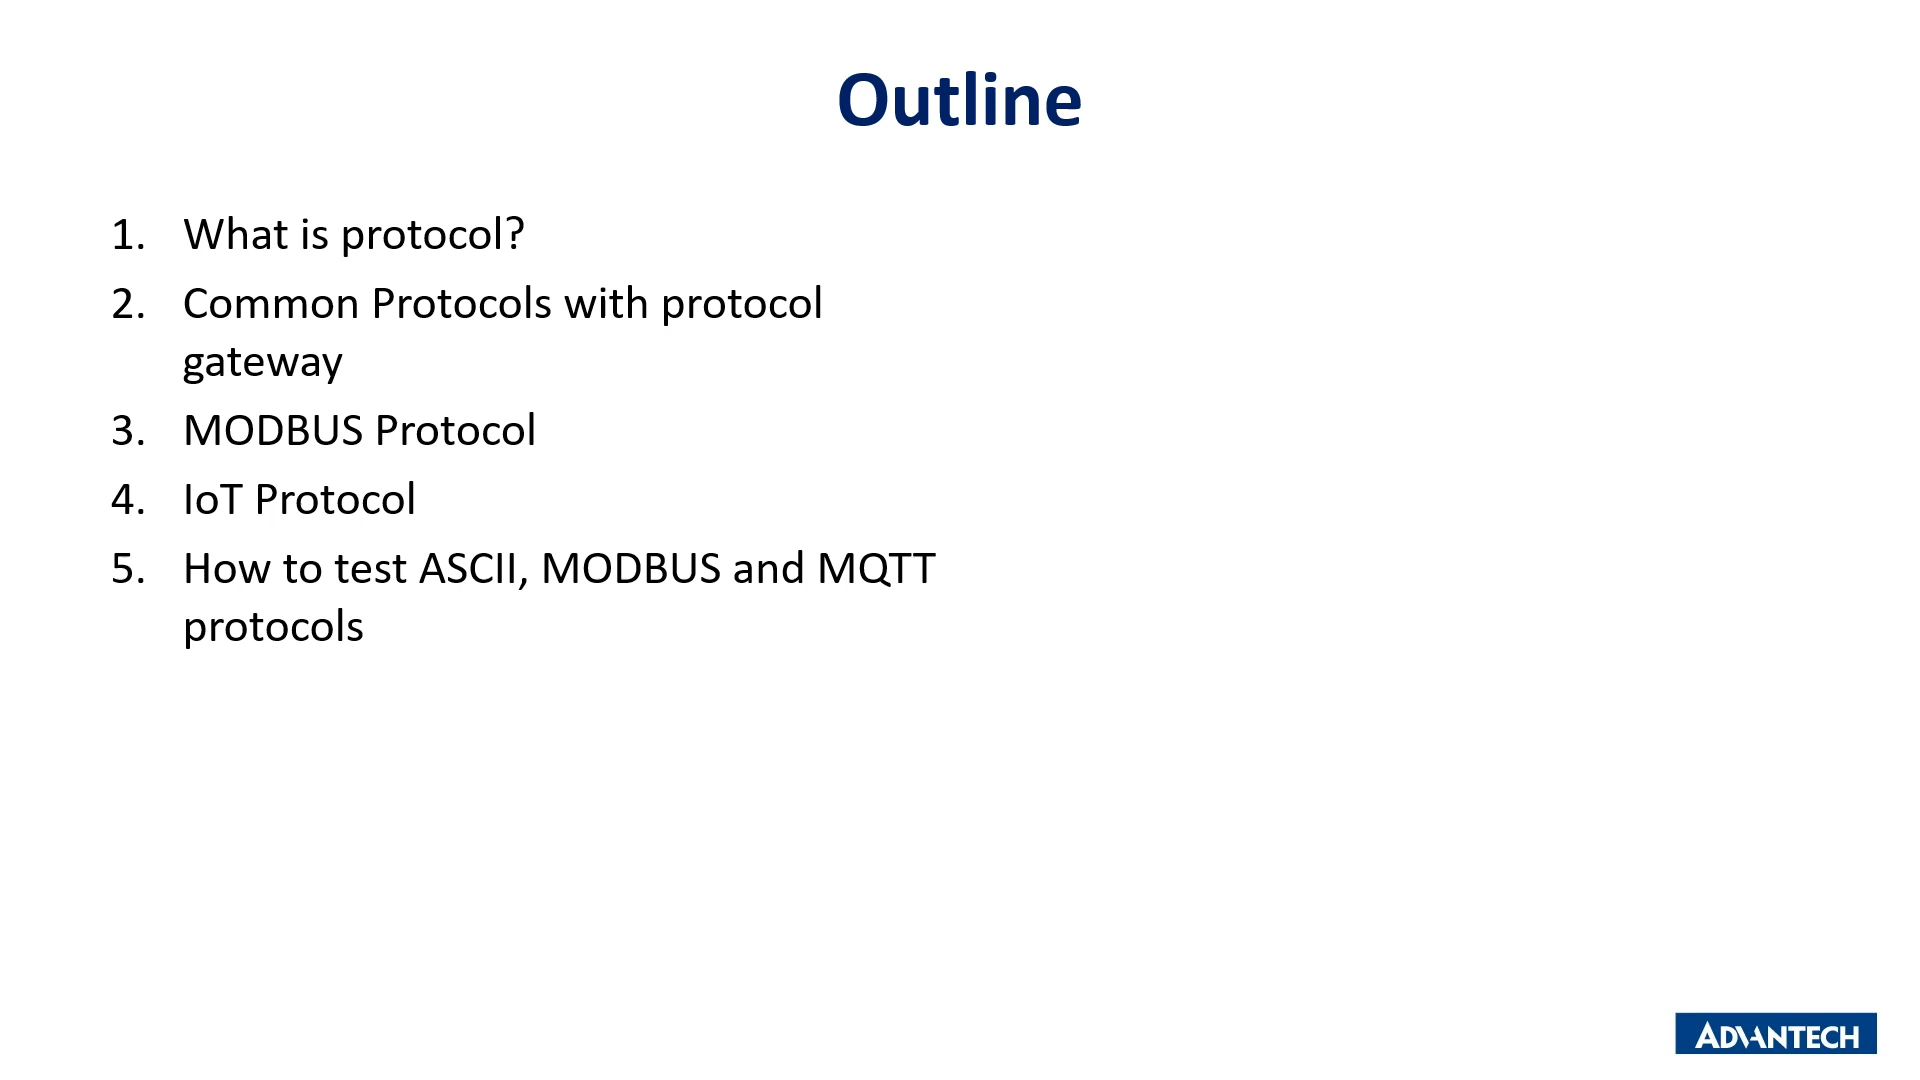 Outline
1. What is protocol?
2. Common Protocols with protocol
gateway
3. MODBUS Protocol
4. IoT Protocol
5. How to test ASCII, MODBUS and MQTT
protocols
ADVANTECH